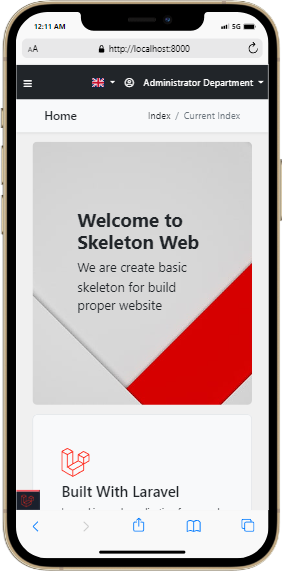 12:11 AM
5G
AA
http://localhost:8000
Administrator Department
Home
Index / Current Index
Welcome to
Skeleton Web
We are create basic
skeleton for build
proper website
Built With Laravel